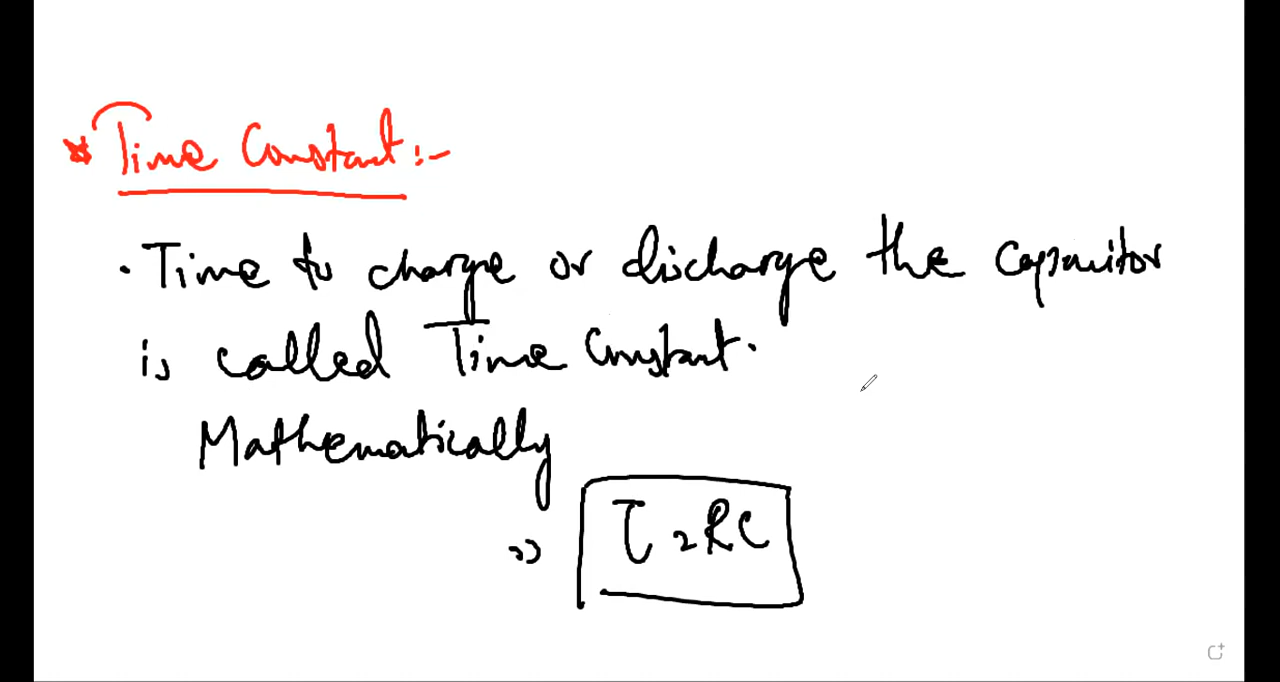 * Time Constant :-
• Time to charge or discharge the capacitor
is called Time Constant.
Mathematically
=> τ = RC